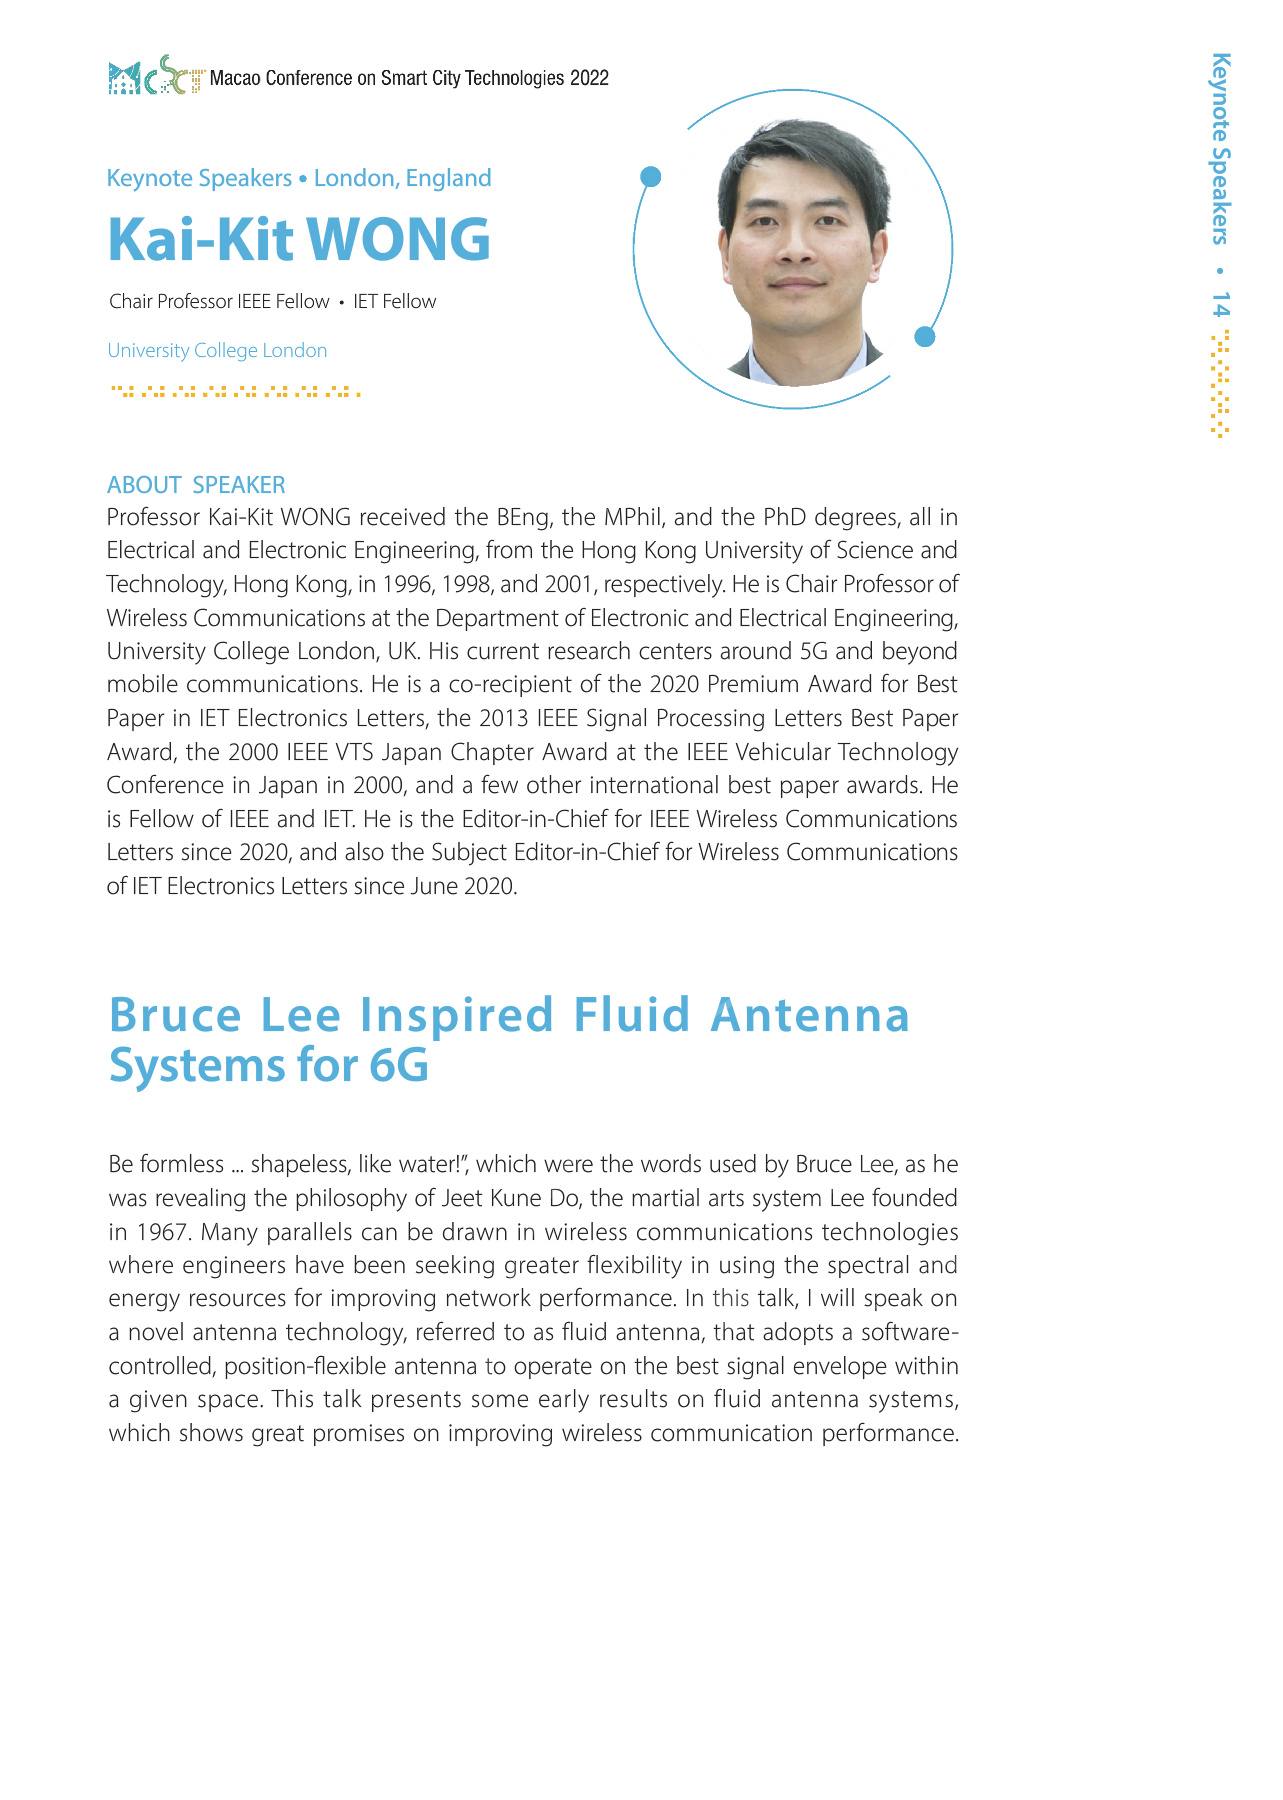 MCSCT Macao Conference on Smart City Technologies 2022
Keynote Speakers • London, England
Kai-Kit WONG
Chair Professor IEEE Fellow • IET Fellow
University College London
ABOUT SPEAKER
Professor Kai-Kit WONG received the BEng, the MPhil, and the PhD degrees, all in
Electrical and Electronic Engineering, from the Hong Kong University of Science and
Technology, Hong Kong, in 1996, 1998, and 2001, respectively. He is Chair Professor of
Wireless Communications at the Department of Electronic and Electrical Engineering,
University College London, UK. His current research centers around 5G and beyond
mobile communications. He is a co-recipient of the 2020 Premium Award for Best
Paper in IET Electronics Letters, the 2013 IEEE Signal Processing Letters Best Paper
Award, the 2000 IEEE VTS Japan Chapter Award at the IEEE Vehicular Technology
Conference in Japan in 2000, and a few other international best paper awards. He
is Fellow of IEEE and IET. He is the Editor-in-Chief for IEEE Wireless Communications
Letters since 2020, and also the Subject Editor-in-Chief for Wireless Communications
of IET Electronics Letters since June 2020.
Bruce Lee Inspired Fluid Antenna
Systems for 6G
Be formless ... shapeless, like water!”, which were the words used by Bruce Lee, as he
was revealing the philosophy of Jeet Kune Do, the martial arts system Lee founded
in 1967. Many parallels can be drawn in wireless communications technologies
where engineers have been seeking greater flexibility in using the spectral and
energy resources for improving network performance. In this talk, I will speak on
a novel antenna technology, referred to as fluid antenna, that adopts a software-
controlled, position-flexible antenna to operate on the best signal envelope within
a given space. This talk presents some early results on fluid antenna systems,
which shows great promises on improving wireless communication performance.
Keynote Speakers • 14